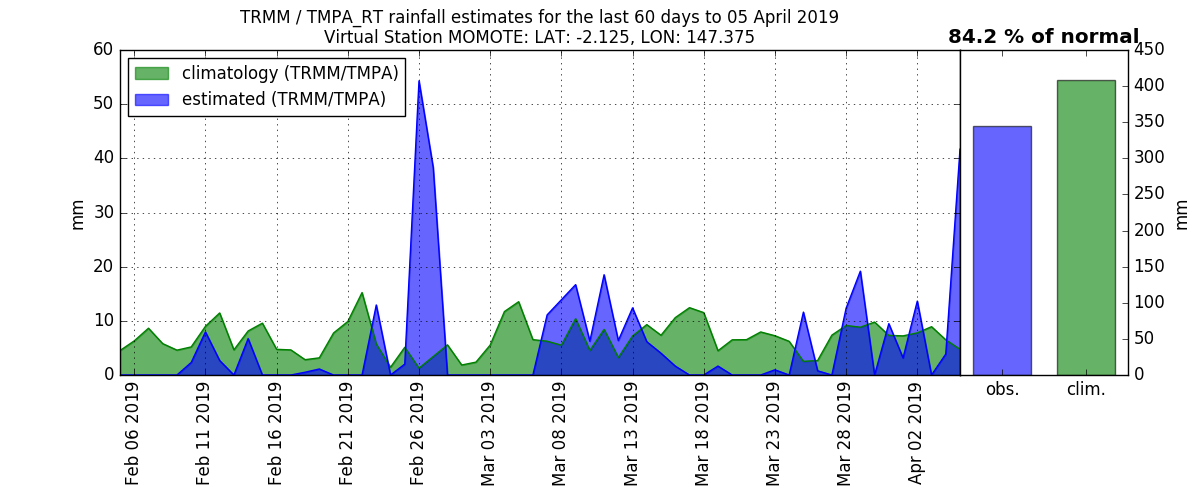 TRMM / TMPA_RT rainfall estimates for the last 60 days to 05 April 2019
Virtual Station MOMOTE: LAT: -2.125, LON: 147.375
84.2 % of normal
climatology (TRMM/TMPA)
estimated (TRMM/TMPA)
60
50
40
30
20
10
0
mm
Feb 06 2019
Feb 11 2019
Feb 16 2019
Feb 21 2019
Feb 26 2019
Mar 03 2019
Mar 08 2019
Mar 13 2019
Mar 18 2019
Mar 23 2019
Mar 28 2019
Apr 02 2019
obs.
clim.
450
400
350
300
250
200
150
100
50
0
mm